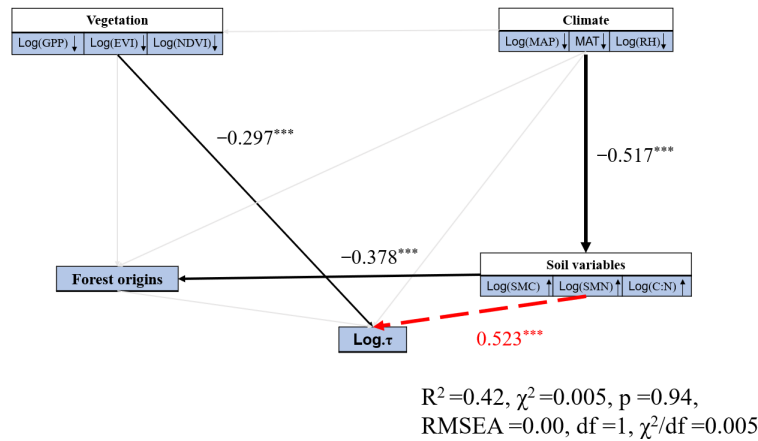 Vegetation
Log(GPP)↓ Log(EVI)↓ Log(NDVI)↓
Climate
Log(MAP)↓ MAT↓ Log(RH)↓
−0.297***
−0.517***
−0.378***
Forest origins
Soil variables
Log(SMC)↑ Log(SMN)↑ Log(C:N)↑
Log.τ
0.523***
R² =0.42, χ² =0.005, p =0.94,
RMSEA =0.00, df =1, χ²/df =0.005